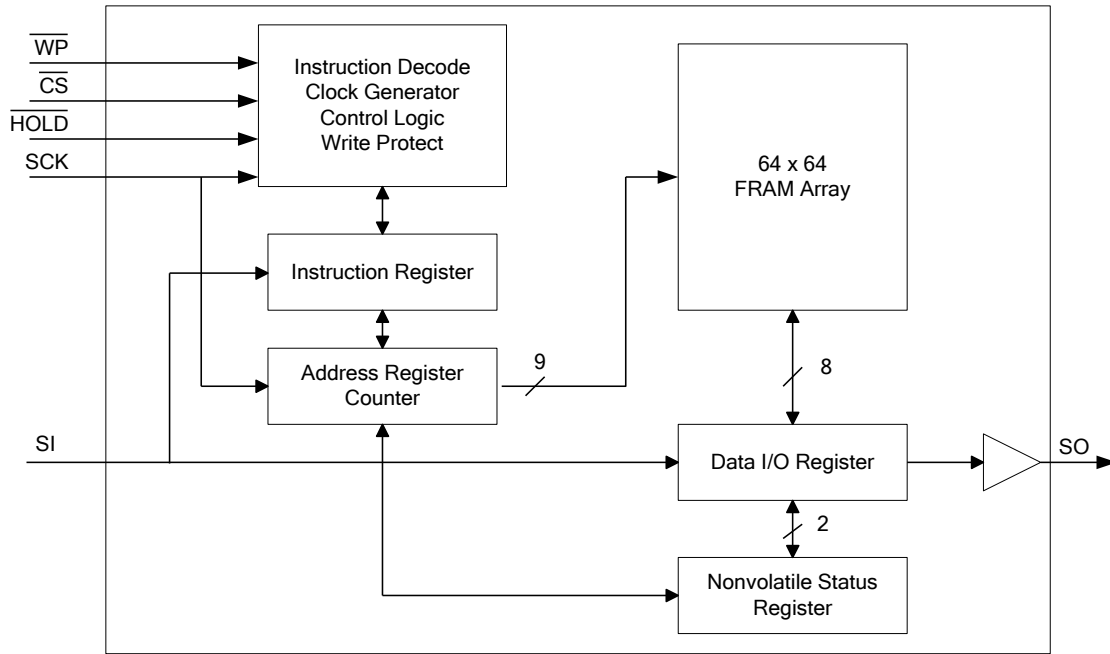 WP
CS
HOLD
SCK
Instruction Decode
Clock Generator
Control Logic
Write Protect
64 x 64
FRAM Array
Instruction Register
Address Register
Counter
9
8
SI
Data I/O Register
SO
2
Nonvolatile Status
Register